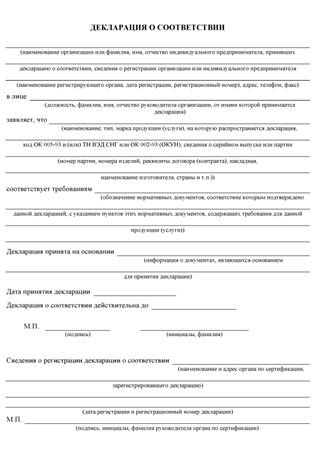 ДЕКЛАРАЦИЯ О СООТВЕТСТВИИ
(наименование организации или фамилия, имя, отчество индивидуального предпринимателя, принявших
декларацию о соответствии, сведения о регистрации организации или индивидуального предпринимателя
(наименование регистрирующего органа, дата регистрации, регистрационный номер), адрес, телефон, факс)
в лице
(должность, фамилия, имя, отчество руководителя организации, от имени которой принимается
декларация)
заявляет, что
(наименование, тип, марка продукции (услуги), на которую распространяется декларация,
код ОК 005-93 и (или) ТН ВЭД СНГ или ОК 002-93 (ОКУН), сведения о серийном выпуске или партии
(номер партии, номера изделий, реквизиты договора (контракта), накладная,
наименование изготовителя, страны и т.п.))
соответствует требованиям
(обозначение нормативных документов, соответствие которым подтверждено
данной декларацией, с указанием пунктов этих нормативных документов, содержащих требования для данной
продукции (услуги))
Декларация принята на основании
(информация о документах, являющихся основанием
для принятия декларации)
Дата принятия декларации
Декларация о соответствии действительна до
М.П.
(подпись) (инициалы, фамилия)
Сведения о регистрации декларации о соответствии
(наименование и адрес органа по сертификации,
зарегистрировавшего декларацию)
(дата регистрации и регистрационный номер декларации)
М.П.
(подпись, инициалы, фамилия руководителя органа по сертификации)